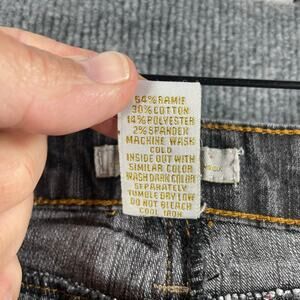 54% RAMIE
30% COTTON
14% POLYESTER
2% SPANDEX
MACHINE WASH
COLD
INSIDE OUT WITH
SIMILAR COLOR
WASH DARK COLOR
SEPARATELY
TUMBLE DRY LOW
DO NOT BLEACH
COOL IRON